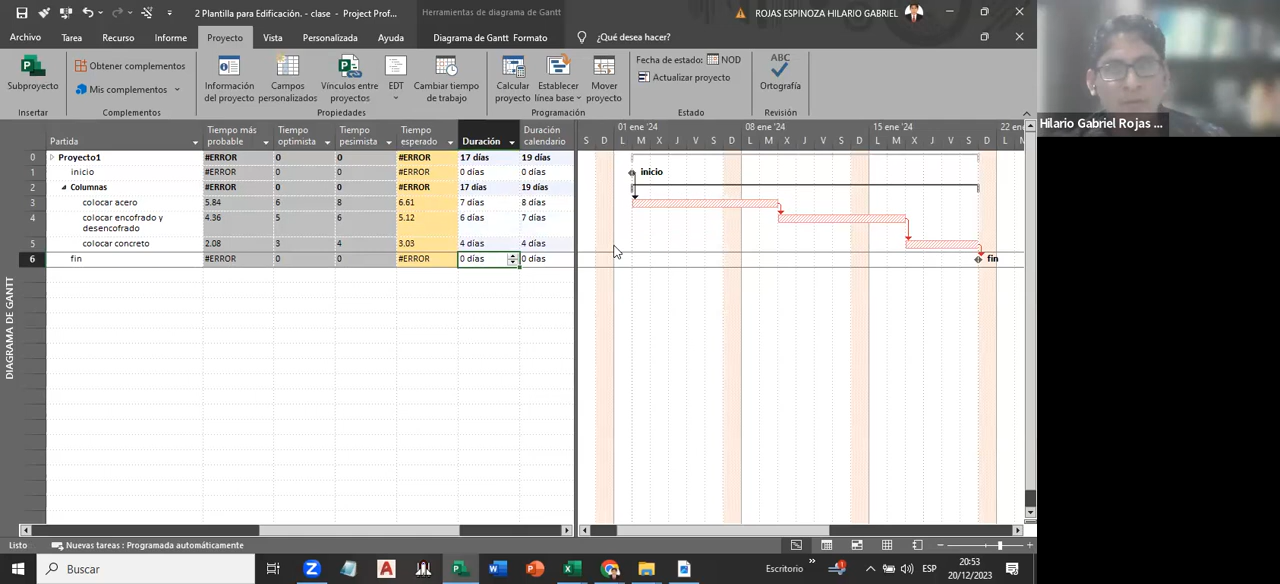 2 Plantilla para Edificación. - clase - Project Prof...
Herramientas de diagrama de Gantt
ROJAS ESPINOZA HILARIO GABRIEL
Archivo Tarea Recurso Informe Proyecto Vista Personalizada Ayuda Diagrama de Gantt Formato ¿Qué desea hacer?
Subproyecto
Obtener complementos
Mis complementos
Información del proyecto
Campos personalizados
Vínculos entre proyectos
EDT
Cambiar tiempo de trabajo
Calcular proyecto
Establecer línea base
Mover proyecto
Fecha de estado: NOD
Actualizar proyecto
ABC
Ortografía
Insertar Complementos Propiedades Programación Estado Revisión
Hilario Gabriel Rojas ...
Partida Tiempo más probable Tiempo optimista Tiempo pesimista Tiempo esperado Duración Duración calendario
01 ene '24 08 ene '24 15 ene '24 22 en
S D L M X J V S D L M X J V S D L M X J V S D L M
0 Proyecto1 #ERROR 0 0 #ERROR 17 días 19 días
1 inicio #ERROR 0 0 #ERROR 0 días 0 días
inicio
2 Columnas #ERROR 0 0 #ERROR 17 días 19 días
3 colocar acero 5.84 6 8 6.61 7 días 8 días
4 colocar encofrado y desencofrado 4.36 5 6 5.12 6 días 7 días
5 colocar concreto 2.08 3 4 3.03 4 días 4 días
6 fin #ERROR 0 0 #ERROR 0 días 0 días
fin
DIAGRAMA DE GANTT
Listo Nuevas tareas : Programada automáticamente
Buscar
Escritorio
ESP
20:53
20/12/2023